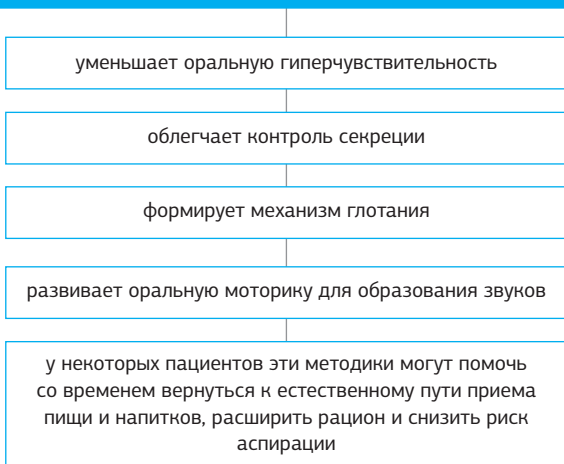 уменьшает оральную гиперчувствительность
облегчает контроль секреции
формирует механизм глотания
развивает оральную моторику для образования звуков
у некоторых пациентов эти методики могут помочь
со временем вернуться к естественному пути приема
пищи и напитков, расширить рацион и снизить риск
аспирации